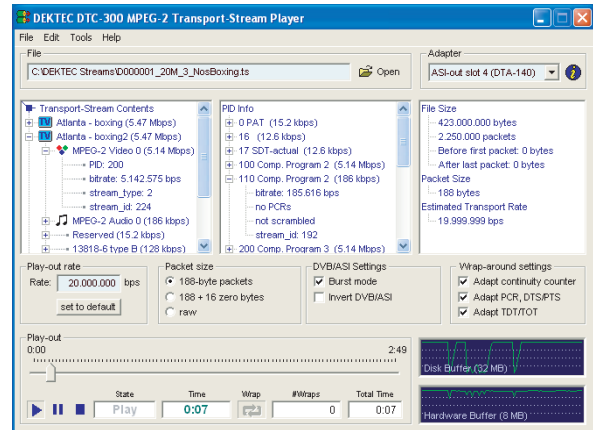 DEKTEC DTC-300 MPEG-2 Transport-Stream Player
File Edit Tools Help
File
C:\DEKTEC Streams\D000001_20M_3_NosBoxing.ts
Open
Adapter
ASI-out slot 4 (DTA-140)
Transport-Stream Contents
TV Atlanta - boxing (5.47 Mbps)
TV Atlanta - boxing2 (5.47 Mbps)
MPEG-2 Video 0 (5.14 Mbps)
PID: 200
bitrate: 5.142.575 bps
stream_type: 2
stream_id: 224
MPEG-2 Audio 0 (186 kbps)
Reserved (15.2 kbps)
13818-6 type B (128 kbps)
PID Info
0 PAT (15.2 kbps)
16 (12.6 kbps)
17 SDT-actual (12.6 kbps)
100 Comp. Program 2 (5.14 Mbps)
110 Comp. Program 2 (186 kbps)
bitrate: 185.616 bps
no PCRs
not scrambled
stream_id: 192
200 Comp. Program 3 (5.14 Mbps)
File Size
423.000.000 bytes
2.250.000 packets
Before first packet: 0 bytes
After last packet: 0 bytes
Packet Size
188 bytes
Estimated Transport Rate
19.999.999 bps
Play-out rate
Rate: 20.000.000 bps
set to default
Packet size
188-byte packets
188 + 16 zero bytes
raw
DVB/ASI Settings
Burst mode
Invert DVB/ASI
Wrap-around settings
Adapt continuity counter
Adapt PCR, DTS/PTS
Adapt TDT/TOT
Play-out
0:00 2:49
State Time Wrap #Wraps Total Time
Play 0:07 0 0:07
Disk Buffer (32 MB)
Hardware Buffer (8 MB)